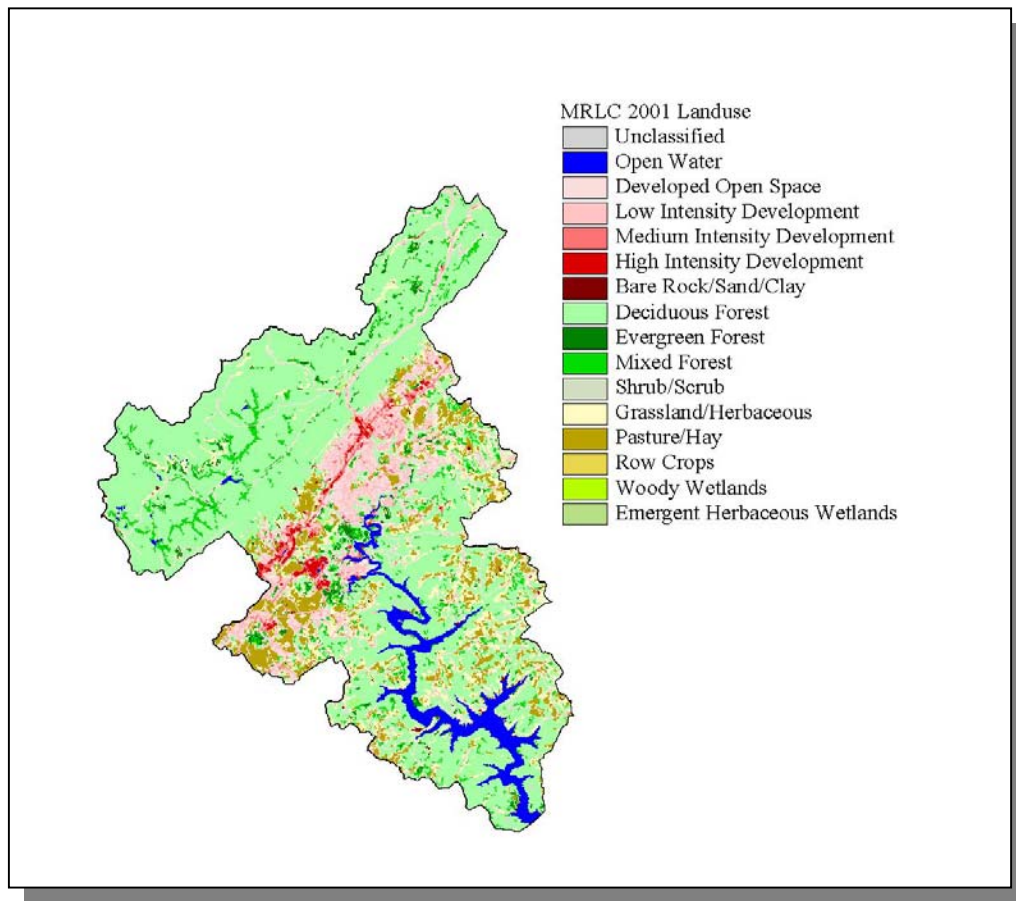 MRLC 2001 Landuse
Unclassified
Open Water
Developed Open Space
Low Intensity Development
Medium Intensity Development
High Intensity Development
Bare Rock/Sand/Clay
Deciduous Forest
Evergreen Forest
Mixed Forest
Shrub/Scrub
Grassland/Herbaceous
Pasture/Hay
Row Crops
Woody Wetlands
Emergent Herbaceous Wetlands